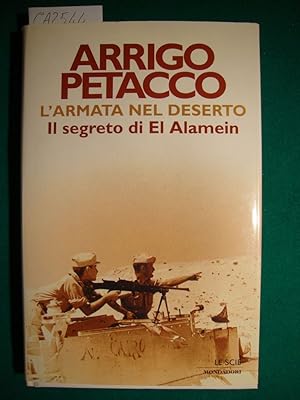 CA2544
ARRIGO
PETACCO
L'ARMATA NEL DESERTO
Il segreto di El Alamein
LE SCIE
MONDADORI